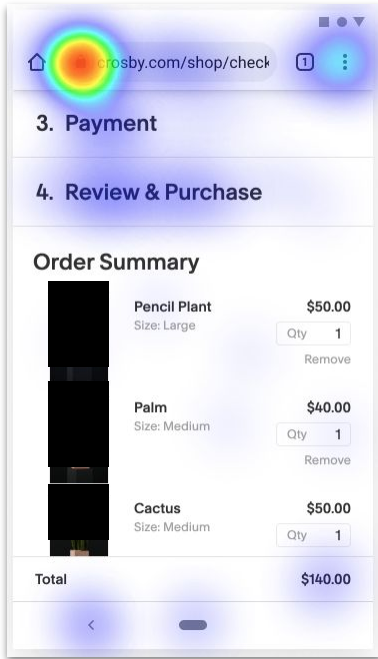 crosby.com/shop/check
1
3. Payment
4. Review & Purchase
Order Summary
Pencil Plant $50.00
Size: Large
Qty 1
Remove
Palm $40.00
Size: Medium
Qty 1
Remove
Cactus $50.00
Size: Medium
Qty 1
Total $140.00